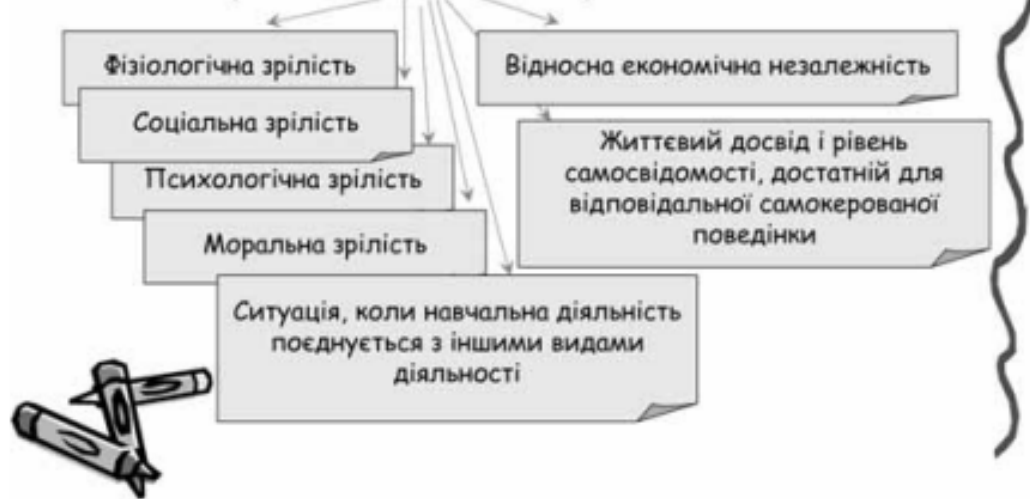 Фізіологічна зрілість
Соціальна зрілість
Психологічна зрілість
Моральна зрілість
Ситуація, коли навчальна діяльність
поєднується з іншими видами
діяльності
Відносна економічна незалежність
Життєвий досвід і рівень
самосвідомості, достатній для
відповідальної самокерованої
поведінки